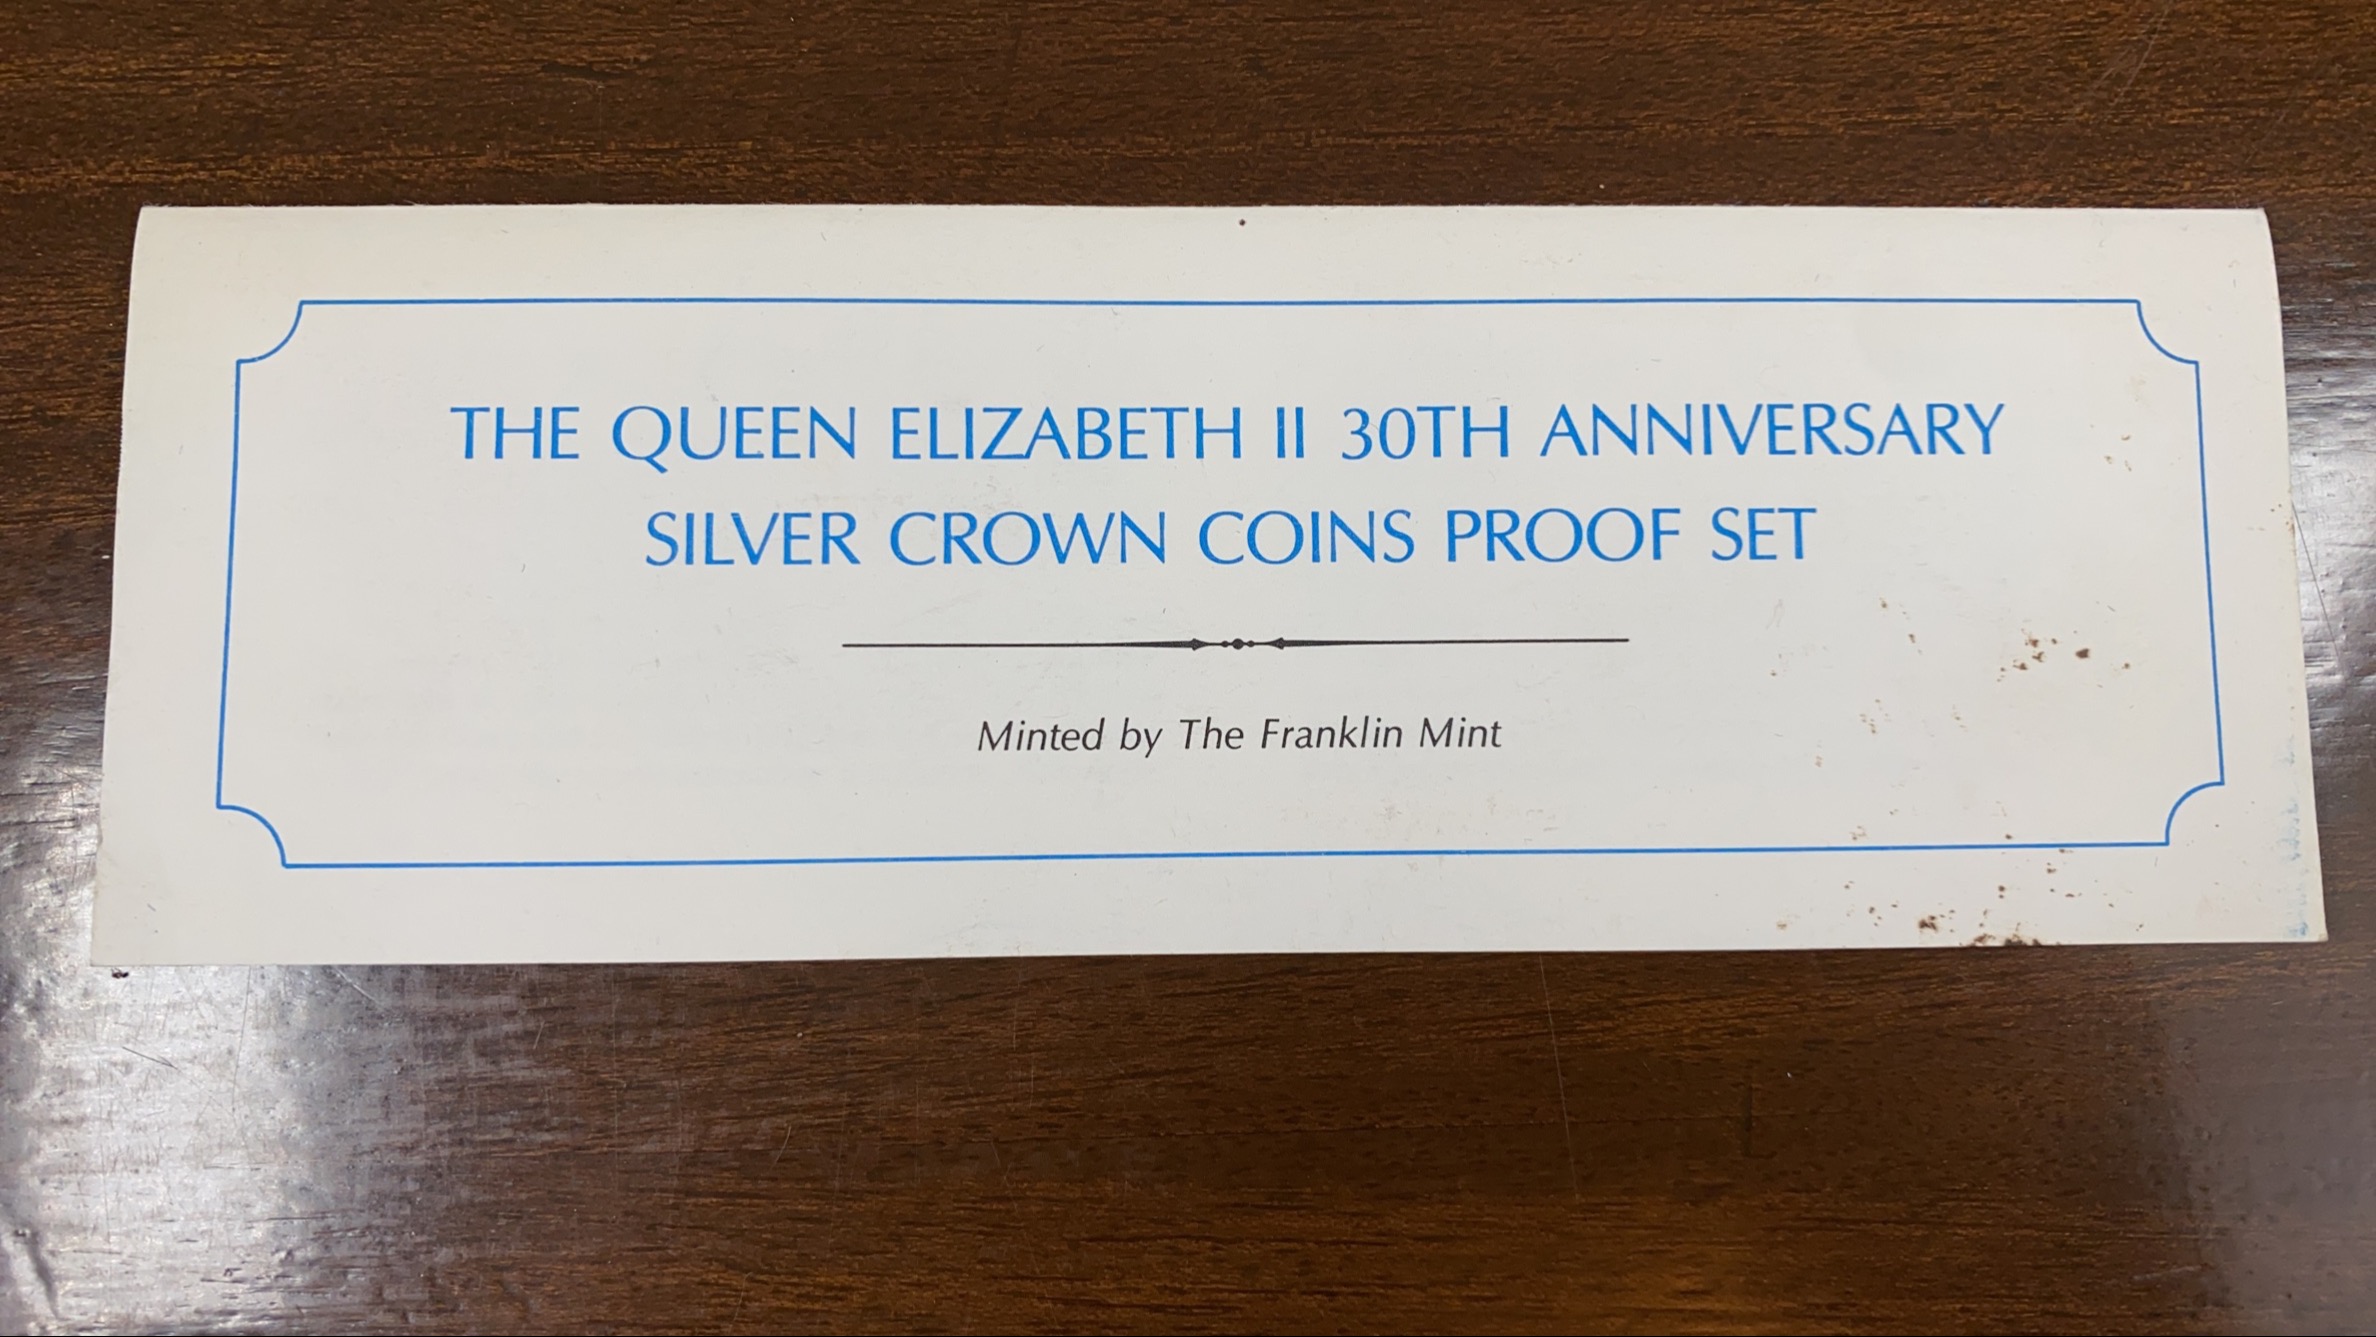 THE QUEEN ELIZABETH II 30TH ANNIVERSARY
SILVER CROWN COINS PROOF SET
Minted by The Franklin Mint